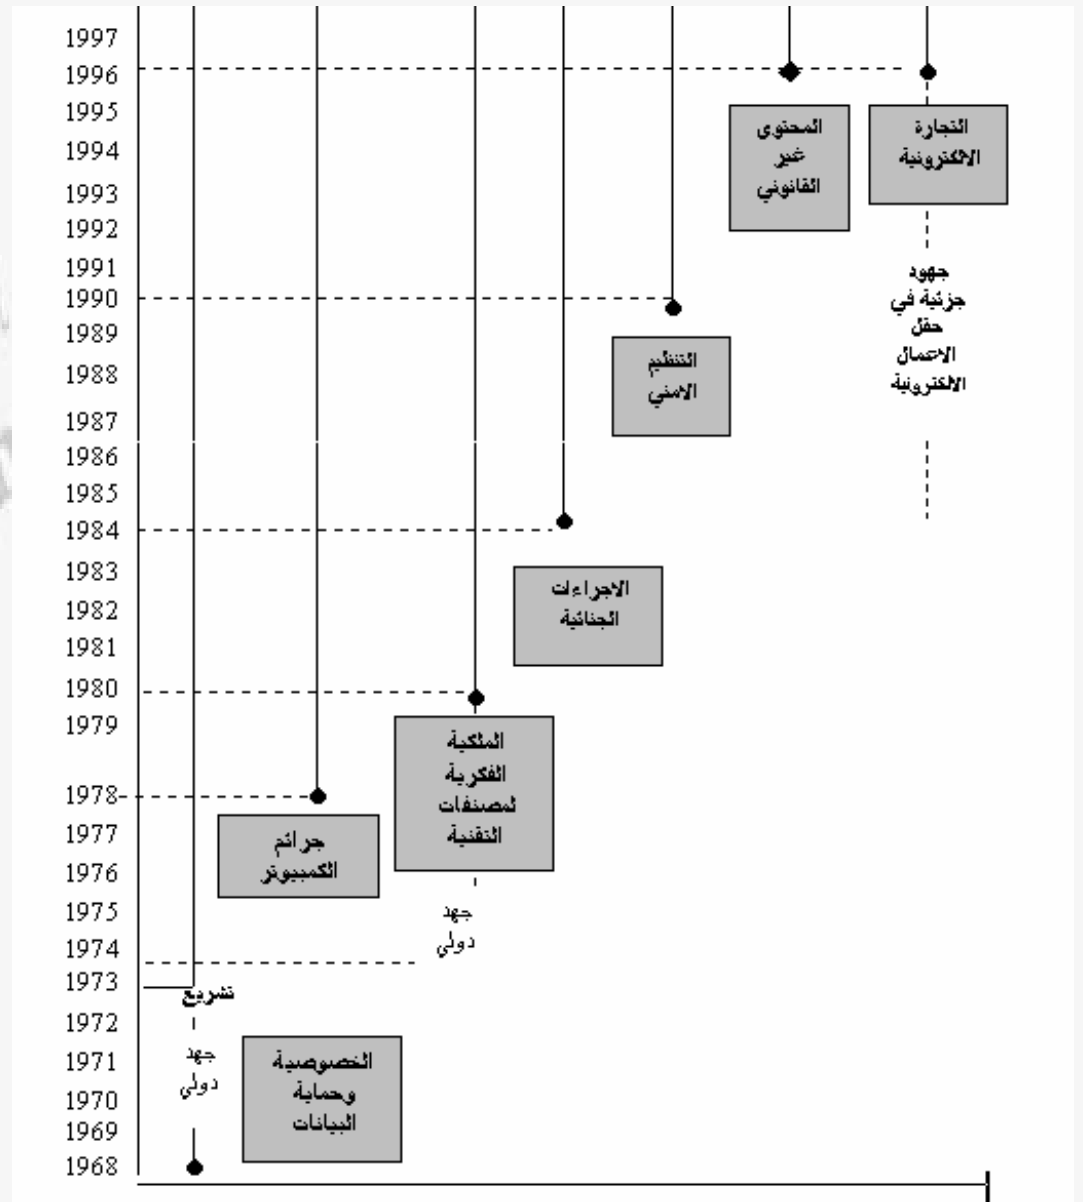 1997
1996
1995
1994
1993
1992
1991
1990
1989
1988
1987
1986
1985
1984
1983
1982
1981
1980
1979
1978
1977
1976
1975
1974
1973
1972
1971
1970
1969
1968
التجارة
الالكترونية
المحتوى
غير
القانوني
جهود
جزئية في
حقل
الاعمال
الالكترونية
التنظيم
الامني
الاجراءات
الجنائية
الملكية
الفكرية
لمصنفات
التقنية
جهد
دولي
جرائم
الكمبيوتر
تشريع
جهد
دولي
الخصوصية
وحماية
البيانات